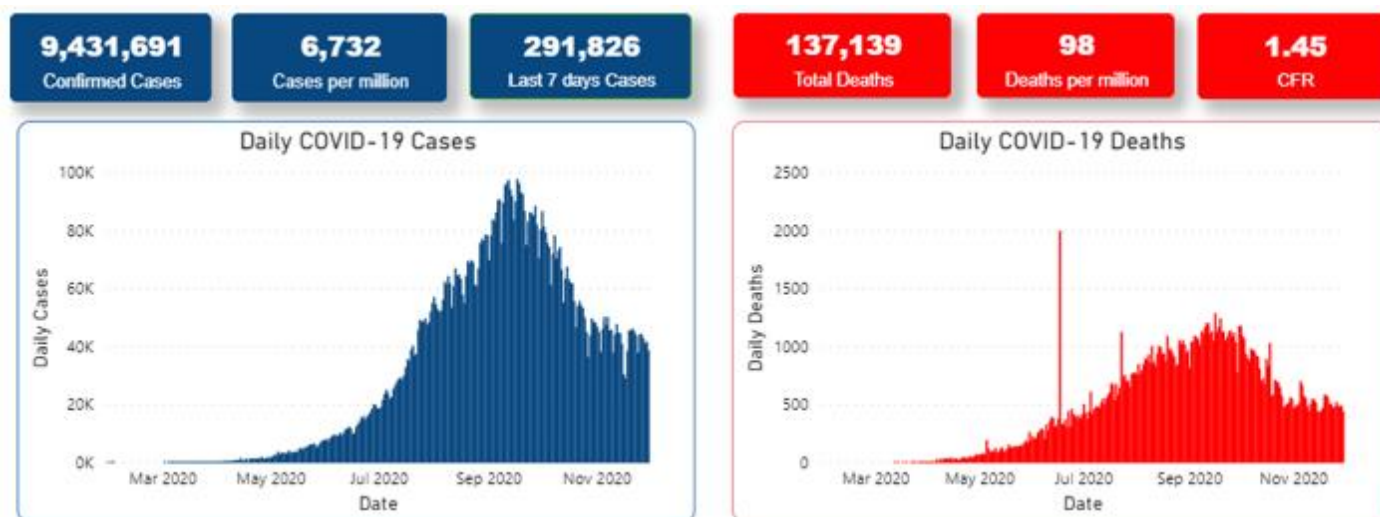 9,431,691
Confirmed Cases
6,732
Cases per million
291,826
Last 7 days Cases
137,139
Total Deaths
98
Deaths per million
1.45
CFR
Daily COVID-19 Cases
100K
80K
60K
40K
20K
0K
Daily Cases
Mar 2020 May 2020 Jul 2020 Sep 2020 Nov 2020
Date
Daily COVID-19 Deaths
2500
2000
1500
1000
500
0
Daily Deaths
Mar 2020 May 2020 Jul 2020 Sep 2020 Nov 2020
Date